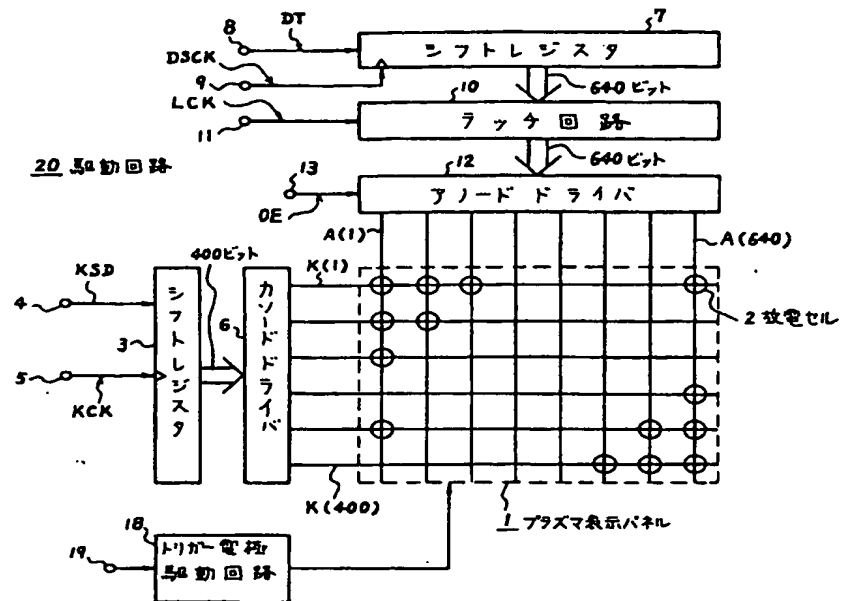 8 DT 7
シフトレジスタ
DSCK
9
640ビット
LCK 10
11 ラッチ回路
640ビット
20 駆動回路 12
13 アノードドライバ
OE
A(1) A(640)
400ビット K(1)
KSD
4 シフトレジスタ カソードドライバ
3 6 2 放電セル
5
KCK
K(400) 1 プラズマ表示パネル
18
トリガー電極
19 駆動回路